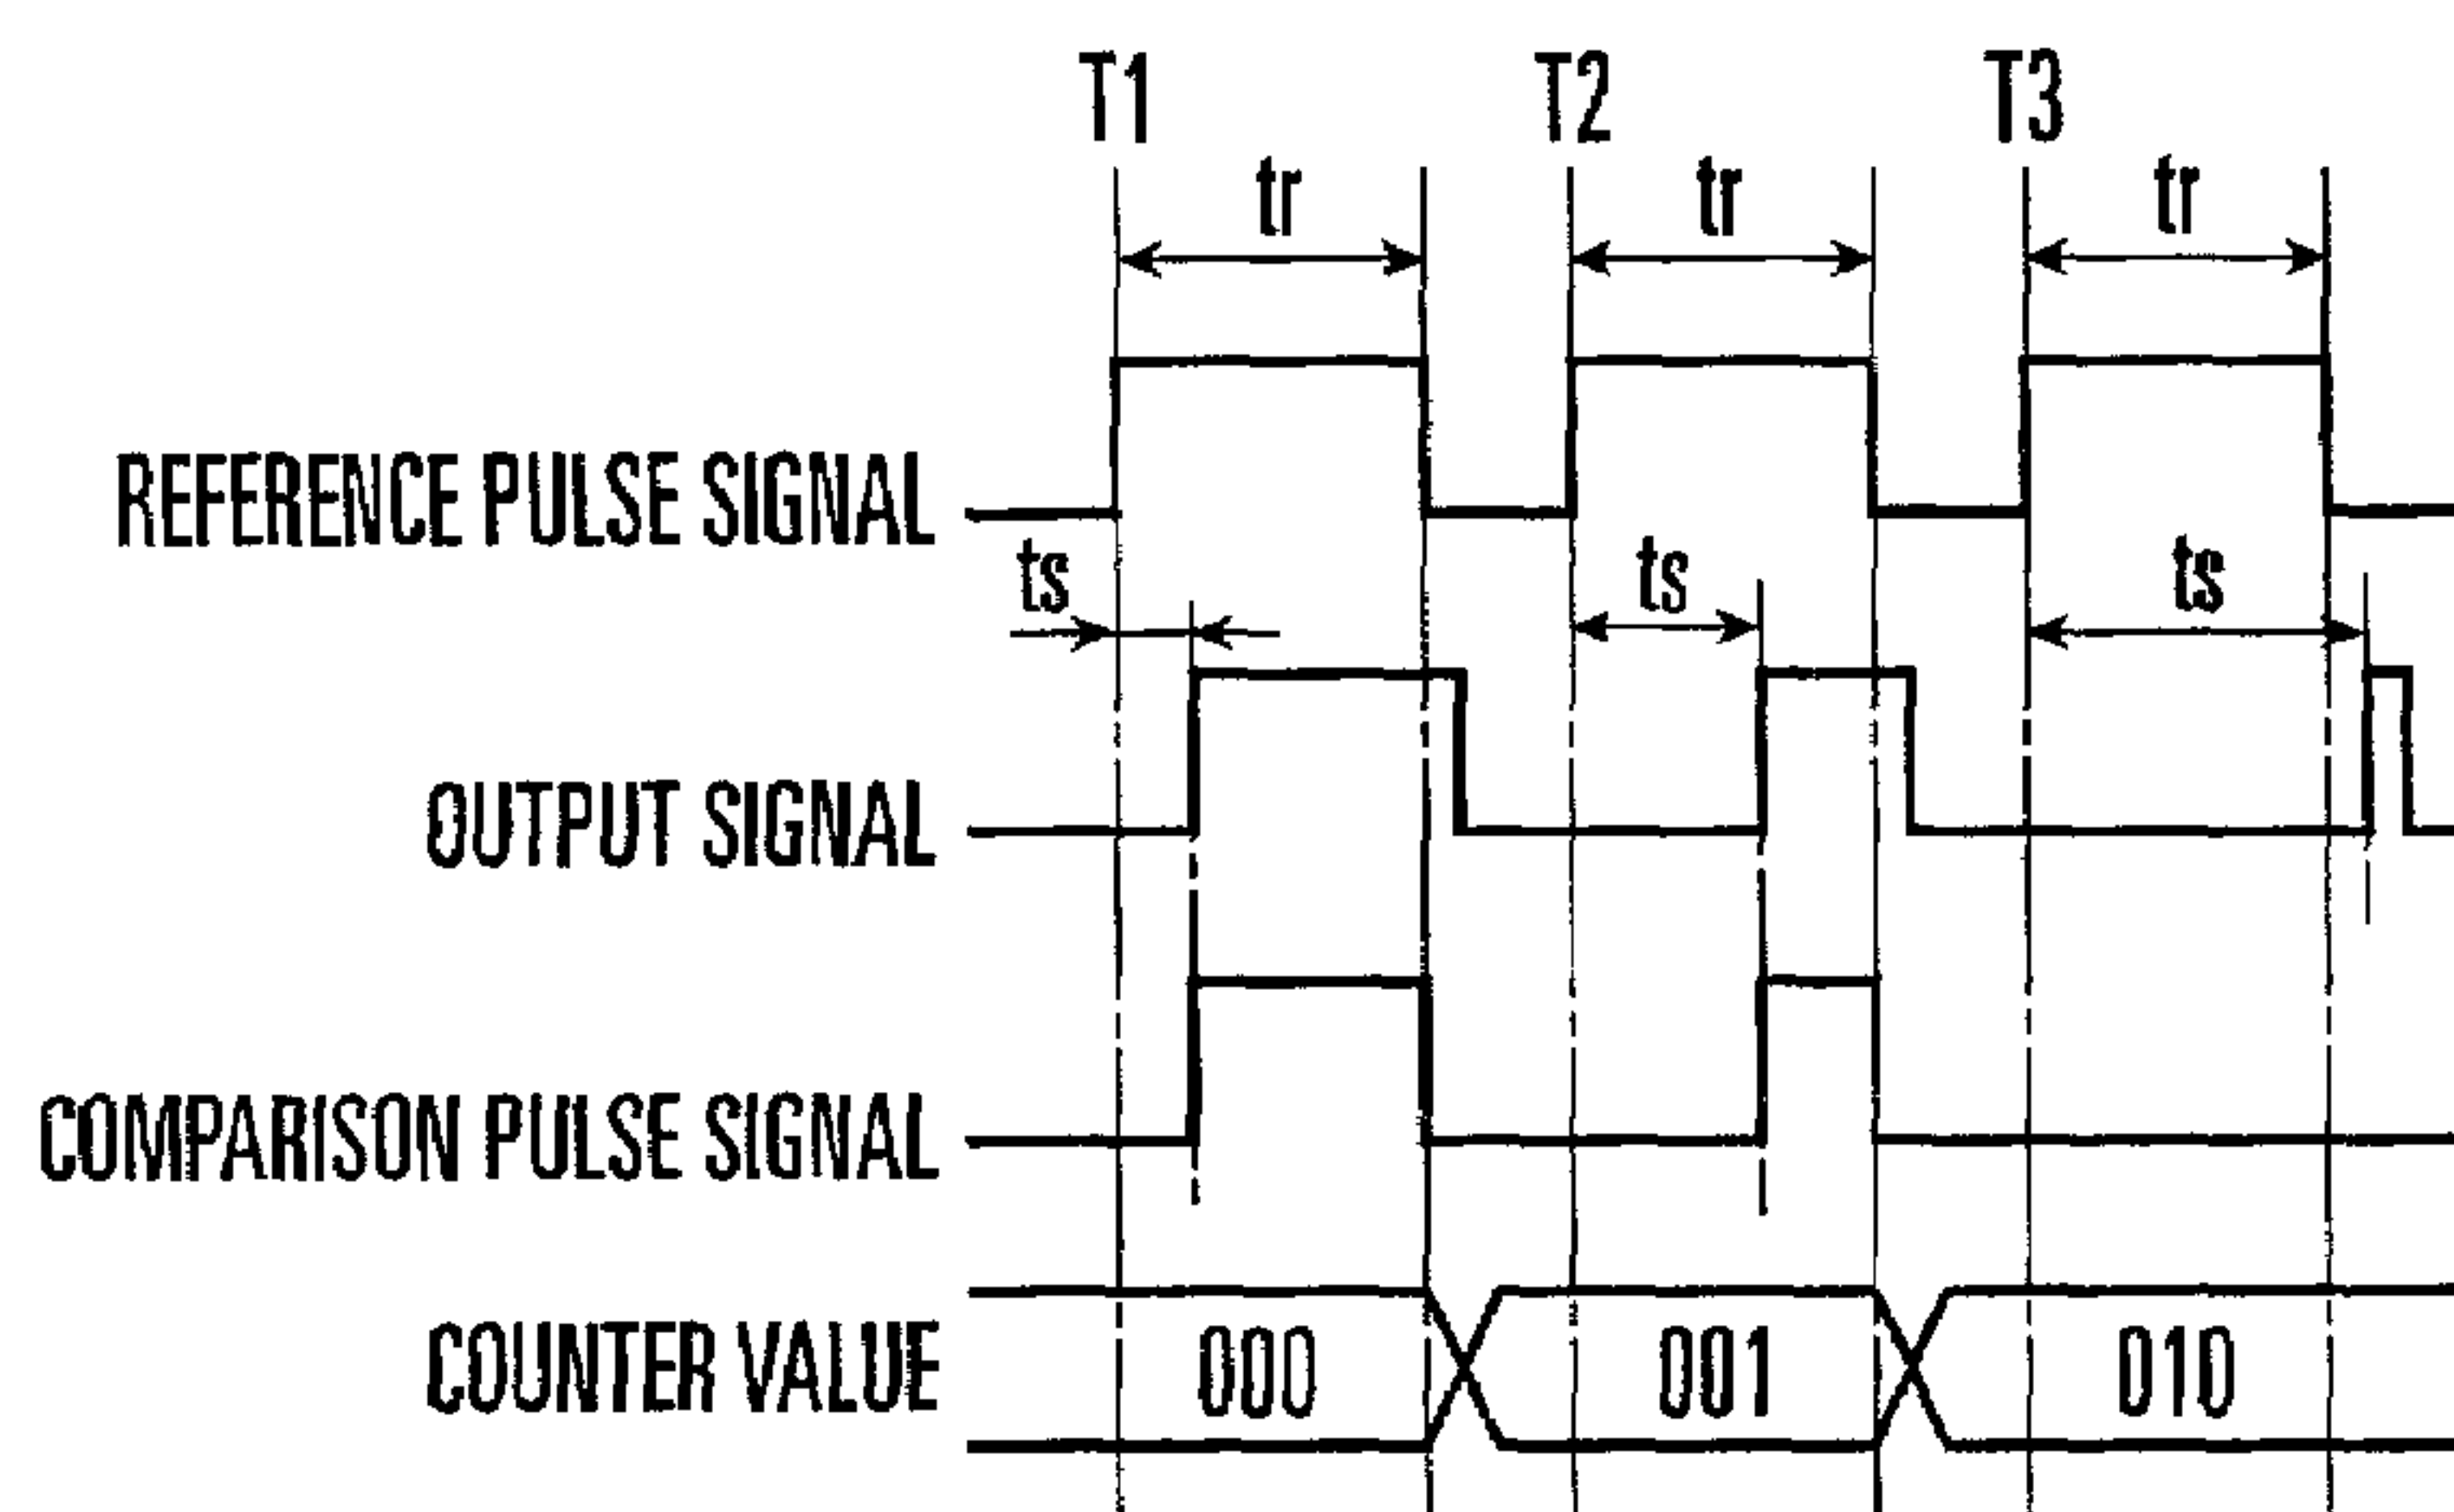 T1 T2 T3
tr tr tr
REFERENCE PULSE SIGNAL
ts ts ts
OUTPUT SIGNAL
COMPARISON PULSE SIGNAL
COUNTER VALUE 000 001 010